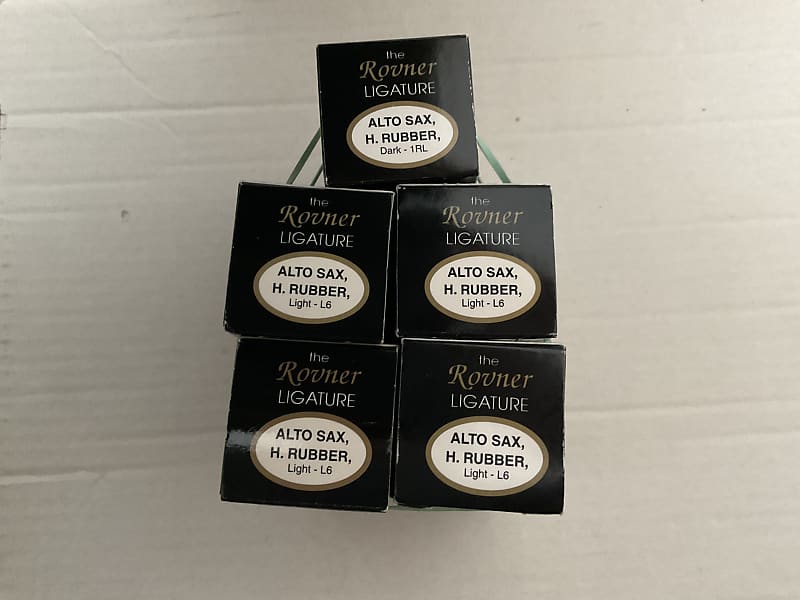 the
Rovner
LIGATURE
ALTO SAX,
H. RUBBER,
Dark - 1RL
the
Rovner
LIGATURE
ALTO SAX,
H. RUBBER,
Light - L6
the
Rovner
LIGATURE
ALTO SAX,
H. RUBBER,
Light - L6
the
Rovner
LIGATURE
ALTO SAX,
H. RUBBER,
Light - L6
the
Rovner
LIGATURE
ALTO SAX,
H. RUBBER,
Light - L6